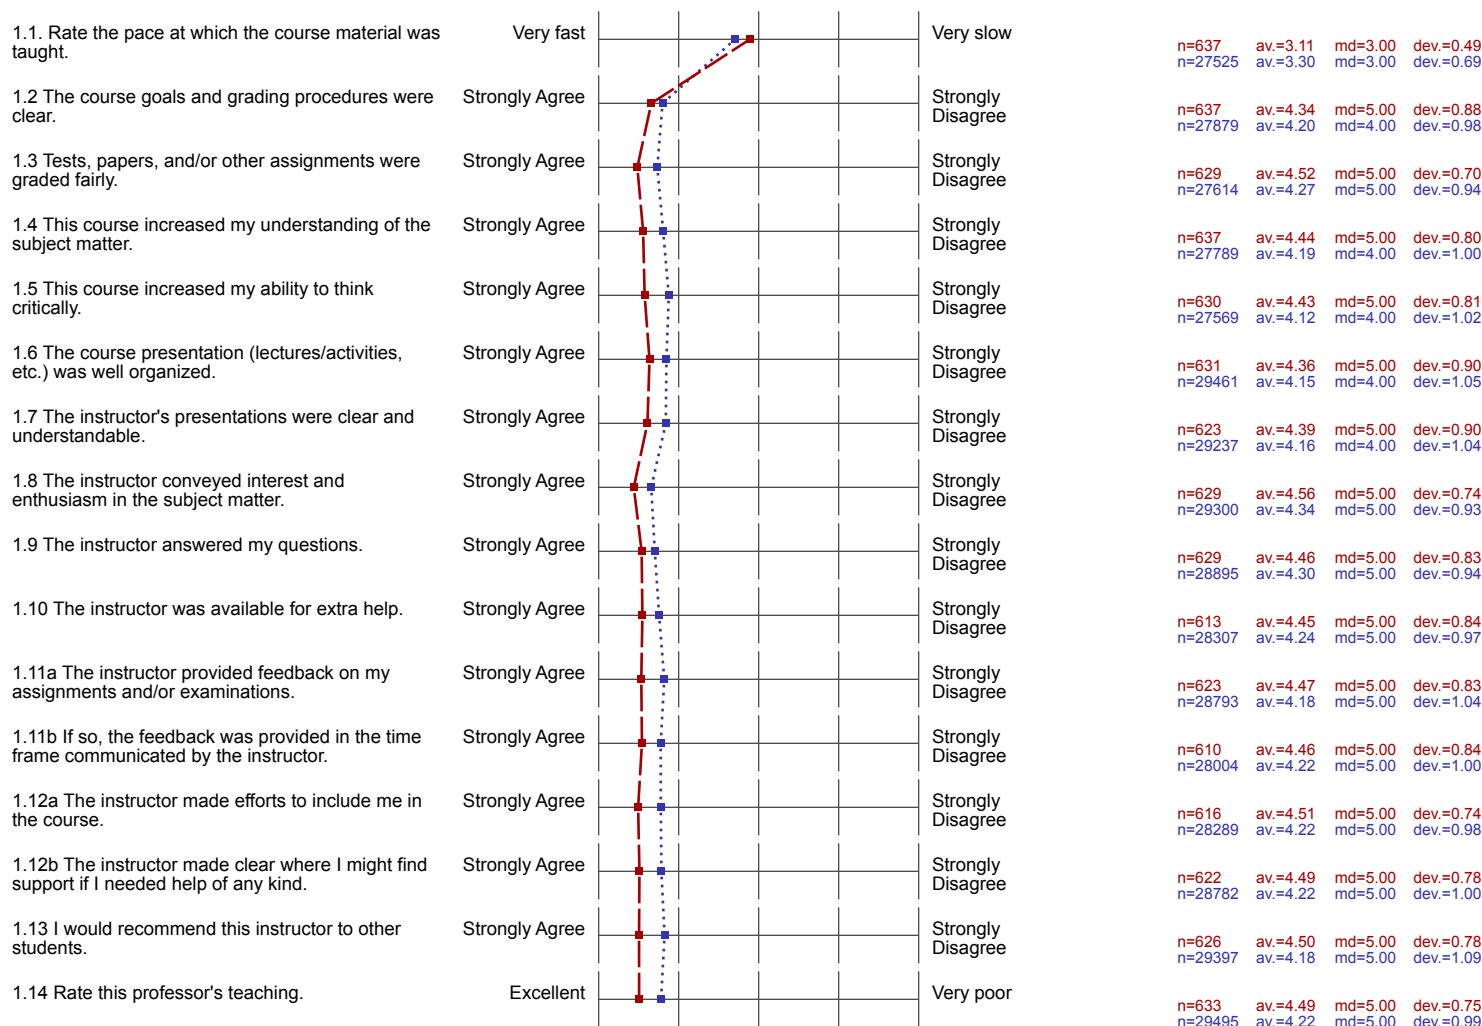 1.1. Rate the pace at which the course material was
taught.
Very fast
Very slow
n=637 av.=3.11 md=3.00 dev.=0.49
n=27525 av.=3.30 md=3.00 dev.=0.69
1.2 The course goals and grading procedures were
clear.
Strongly Agree
Strongly
Disagree
n=637 av.=4.34 md=5.00 dev.=0.88
n=27879 av.=4.20 md=4.00 dev.=0.98
1.3 Tests, papers, and/or other assignments were
graded fairly.
Strongly Agree
Strongly
Disagree
n=629 av.=4.52 md=5.00 dev.=0.70
n=27614 av.=4.27 md=5.00 dev.=0.94
1.4 This course increased my understanding of the
subject matter.
Strongly Agree
Strongly
Disagree
n=637 av.=4.44 md=5.00 dev.=0.80
n=27789 av.=4.19 md=4.00 dev.=1.00
1.5 This course increased my ability to think
critically.
Strongly Agree
Strongly
Disagree
n=630 av.=4.43 md=5.00 dev.=0.81
n=27569 av.=4.12 md=4.00 dev.=1.02
1.6 The course presentation (lectures/activities,
etc.) was well organized.
Strongly Agree
Strongly
Disagree
n=631 av.=4.36 md=5.00 dev.=0.90
n=29461 av.=4.15 md=4.00 dev.=1.05
1.7 The instructor's presentations were clear and
understandable.
Strongly Agree
Strongly
Disagree
n=623 av.=4.39 md=5.00 dev.=0.90
n=29237 av.=4.16 md=4.00 dev.=1.04
1.8 The instructor conveyed interest and
enthusiasm in the subject matter.
Strongly Agree
Strongly
Disagree
n=629 av.=4.56 md=5.00 dev.=0.74
n=29300 av.=4.34 md=5.00 dev.=0.93
1.9 The instructor answered my questions.
Strongly Agree
Strongly
Disagree
n=629 av.=4.46 md=5.00 dev.=0.83
n=28895 av.=4.30 md=5.00 dev.=0.94
1.10 The instructor was available for extra help.
Strongly Agree
Strongly
Disagree
n=613 av.=4.45 md=5.00 dev.=0.84
n=28307 av.=4.24 md=5.00 dev.=0.97
1.11a The instructor provided feedback on my
assignments and/or examinations.
Strongly Agree
Strongly
Disagree
n=623 av.=4.47 md=5.00 dev.=0.83
n=28793 av.=4.18 md=5.00 dev.=1.04
1.11b If so, the feedback was provided in the time
frame communicated by the instructor.
Strongly Agree
Strongly
Disagree
n=610 av.=4.46 md=5.00 dev.=0.84
n=28004 av.=4.22 md=5.00 dev.=1.00
1.12a The instructor made efforts to include me in
the course.
Strongly Agree
Strongly
Disagree
n=616 av.=4.51 md=5.00 dev.=0.74
n=28289 av.=4.22 md=5.00 dev.=0.98
1.12b The instructor made clear where I might find
support if I needed help of any kind.
Strongly Agree
Strongly
Disagree
n=622 av.=4.49 md=5.00 dev.=0.78
n=28782 av.=4.22 md=5.00 dev.=1.00
1.13 I would recommend this instructor to other
students.
Strongly Agree
Strongly
Disagree
n=626 av.=4.50 md=5.00 dev.=0.78
n=29397 av.=4.18 md=5.00 dev.=1.09
1.14 Rate this professor's teaching.
Excellent
Very poor
n=633 av.=4.49 md=5.00 dev.=0.75
n=29495 av.=4.22 md=5.00 dev.=0.99